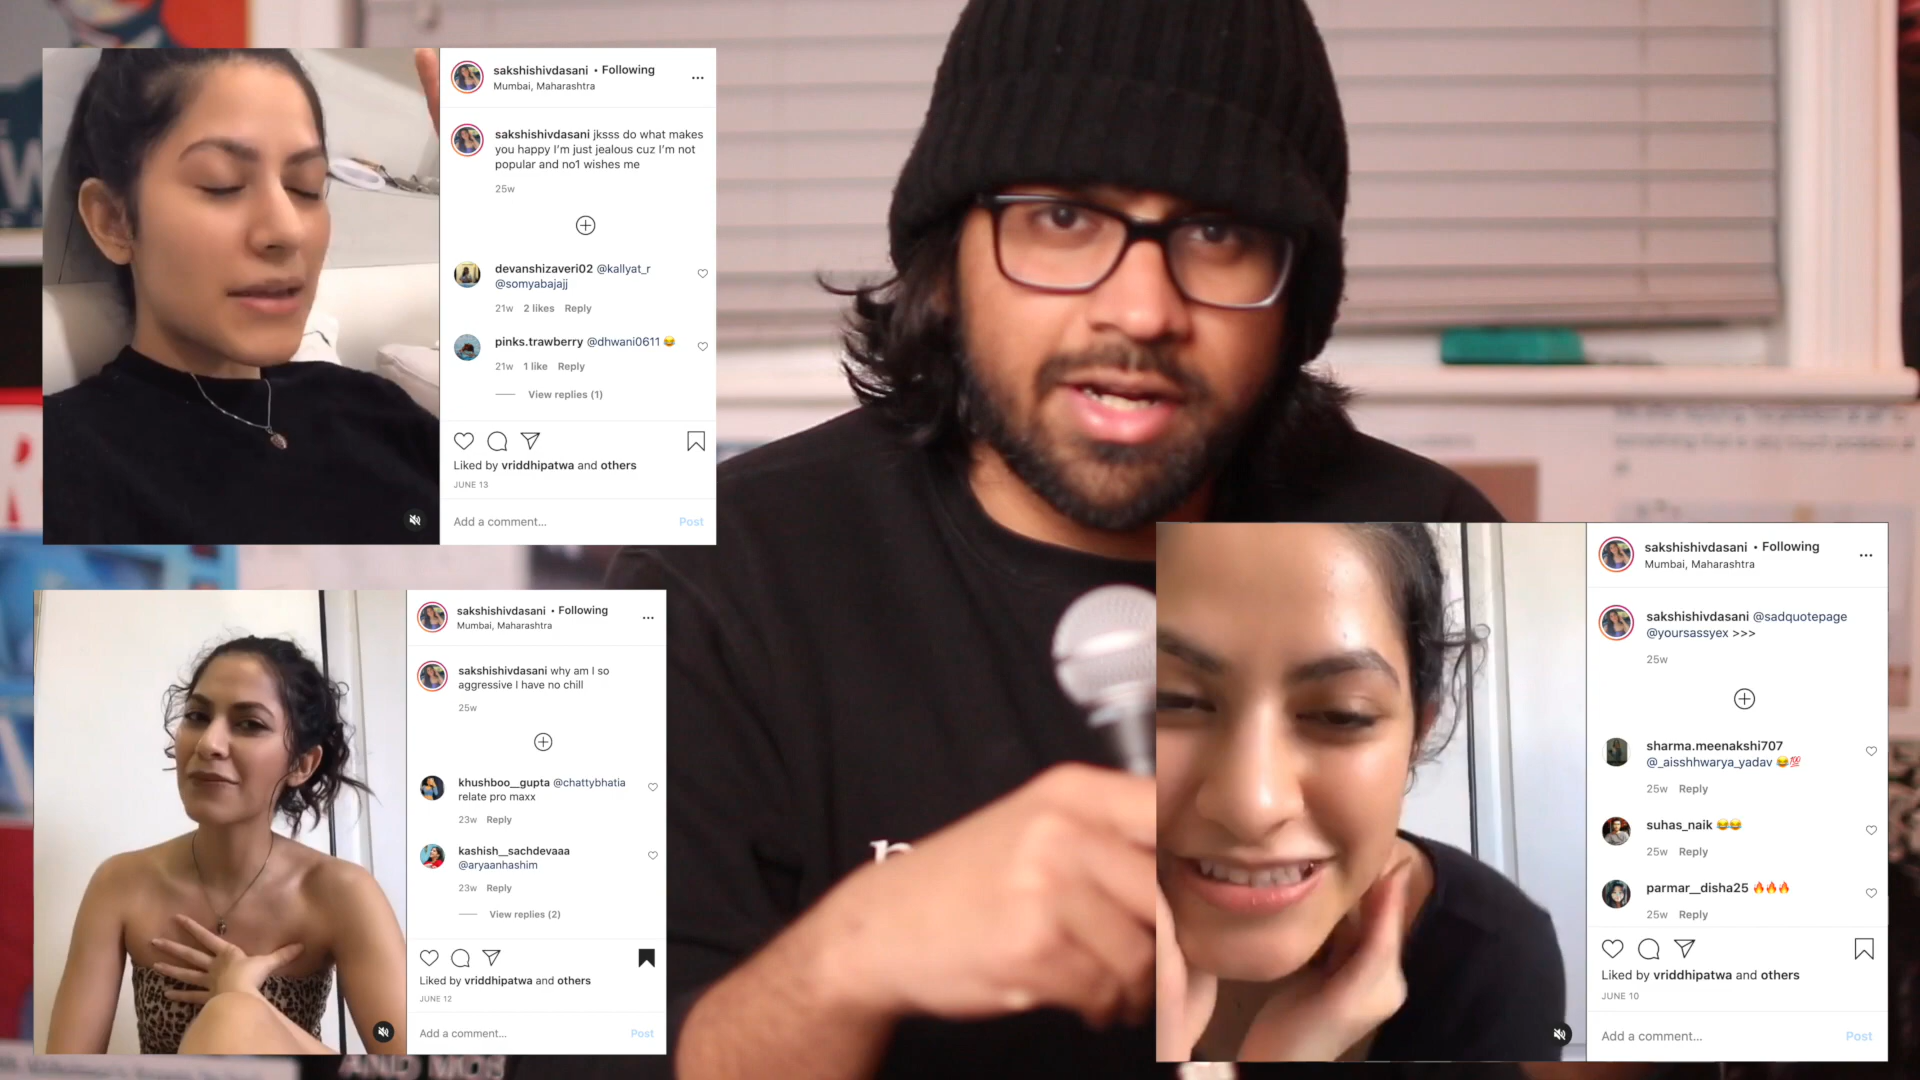 sakshishivdasani • Following
Mumbai, Maharashtra
sakshishivdasani jksss do what makes
you happy I'm just jealous cuz I'm not
popular and no1 wishes me
25w
devanshizaveri02 @kallyat_r
@somyabajajj
21w 2 likes Reply
pinks.trawberry @dhwani0611 😂
21w 1 like Reply
View replies (1)
Liked by vriddhipatwa and others
JUNE 13
Add a comment... Post
sakshishivdasani • Following
Mumbai, Maharashtra
sakshishivdasani why am I so
aggressive I have no chill
25w
khushboo__gupta @chattybhatia
relate pro maxx
23w Reply
kashish__sachdevaaa
@aryaanhashim
23w Reply
View replies (2)
Liked by vriddhipatwa and others
JUNE 12
Add a comment... Post
sakshishivdasani • Following
Mumbai, Maharashtra
sakshishivdasani @sadquotepage
@yoursassyex >>>
25w
sharma.meenakshi707
@_aisshhwarya_yadav 😂💯
25w Reply
suhas_naik 😂😂
25w Reply
parmar__disha25 🔥🔥🔥
25w Reply
Liked by vriddhipatwa and others
JUNE 10
Add a comment... Post
AND MOR